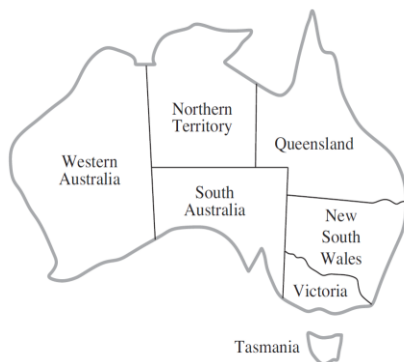 Northern
Territory
Queensland
Western
Australia
South
Australia
New
South
Wales
Victoria
Tasmania